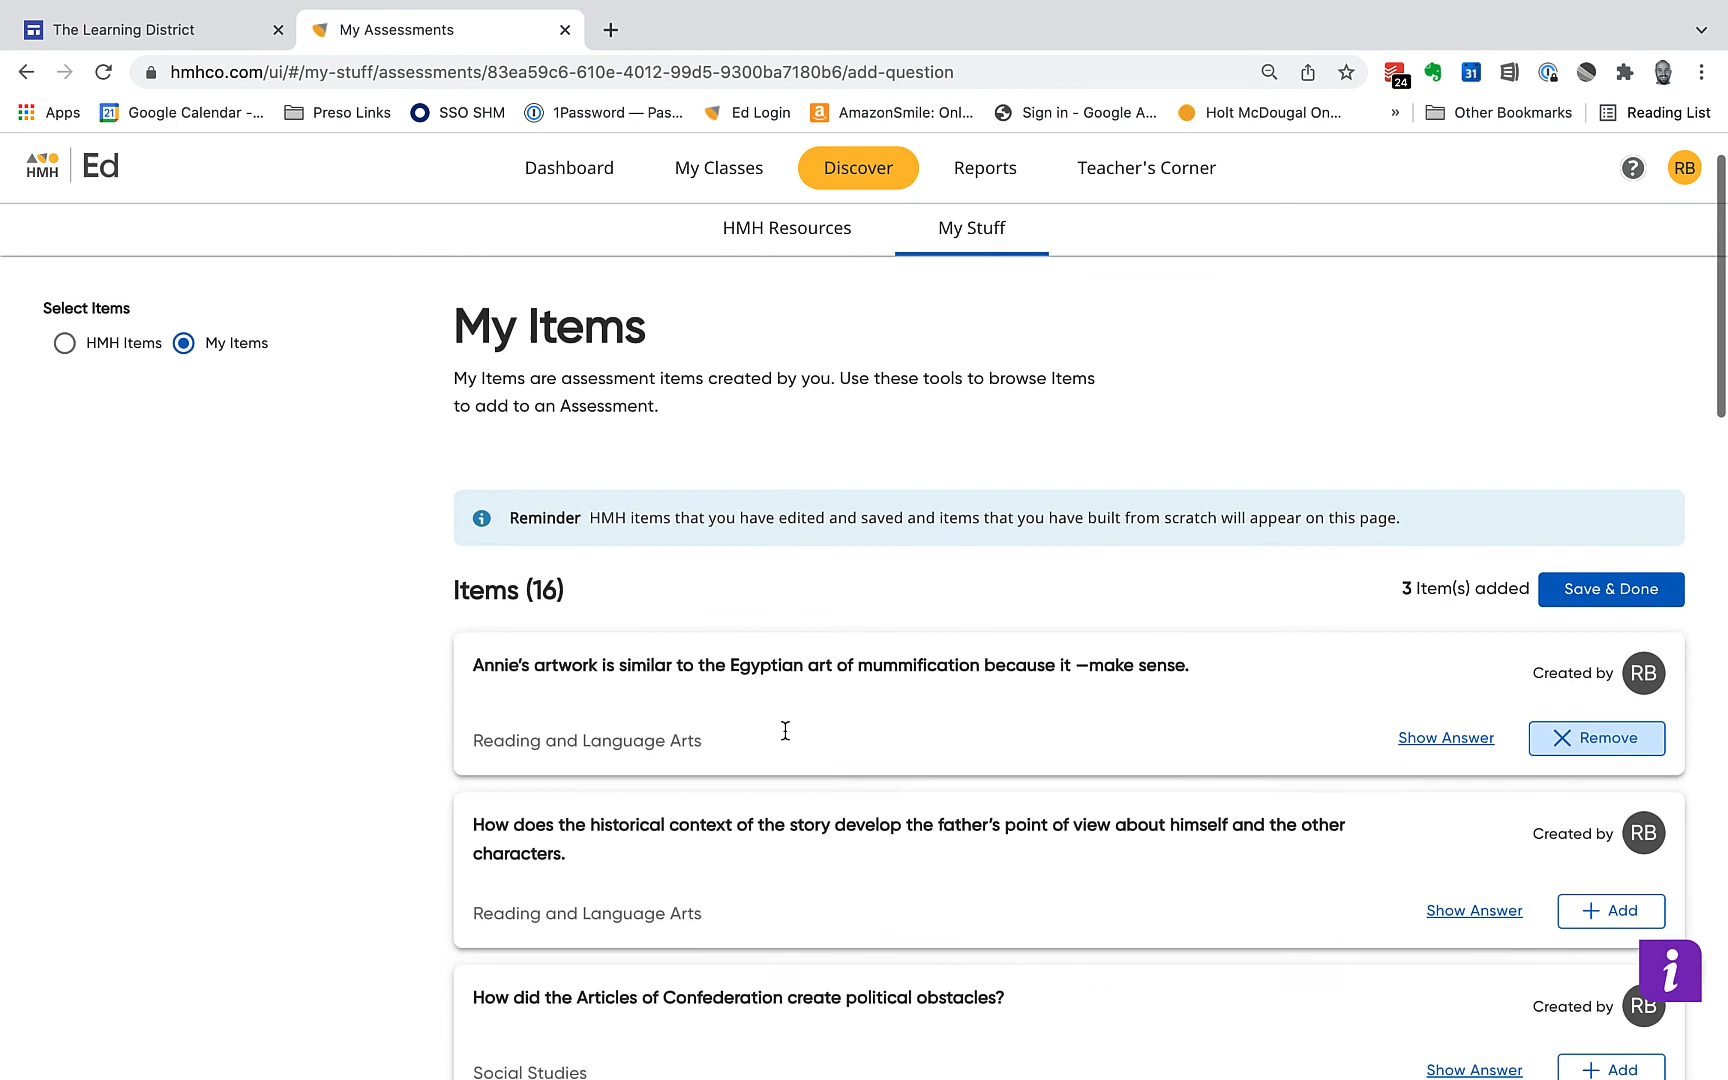 The Learning District
My Assessments
hmhco.com/ui/#/my-stuff/assessments/83ea59c6-610e-4012-99d5-9300ba7180b6/add-question
24
31
Apps
21
Google Calendar -...
Preso Links
SSO SHM
1Password — Pas...
Ed Login
a
AmazonSmile: Onl...
Sign in - Google A...
Holt McDougal On...
»
Other Bookmarks
Reading List
HMH
Ed
Dashboard
My Classes
Discover
Reports
Teacher's Corner
?
RB
HMH Resources
My Stuff
Select Items
HMH Items
My Items
My Items
My Items are assessment items created by you. Use these tools to browse Items
to add to an Assessment.
Reminder HMH items that you have edited and saved and items that you have built from scratch will appear on this page.
Items (16)
3 Item(s) added
Save & Done
Annie’s artwork is similar to the Egyptian art of mummification because it —make sense.
Created by RB
Reading and Language Arts
Show Answer
Remove
How does the historical context of the story develop the father’s point of view about himself and the other
characters.
Created by RB
Reading and Language Arts
Show Answer
+ Add
i
How did the Articles of Confederation create political obstacles?
Created by RB
Social Studies
Show Answer
+ Add